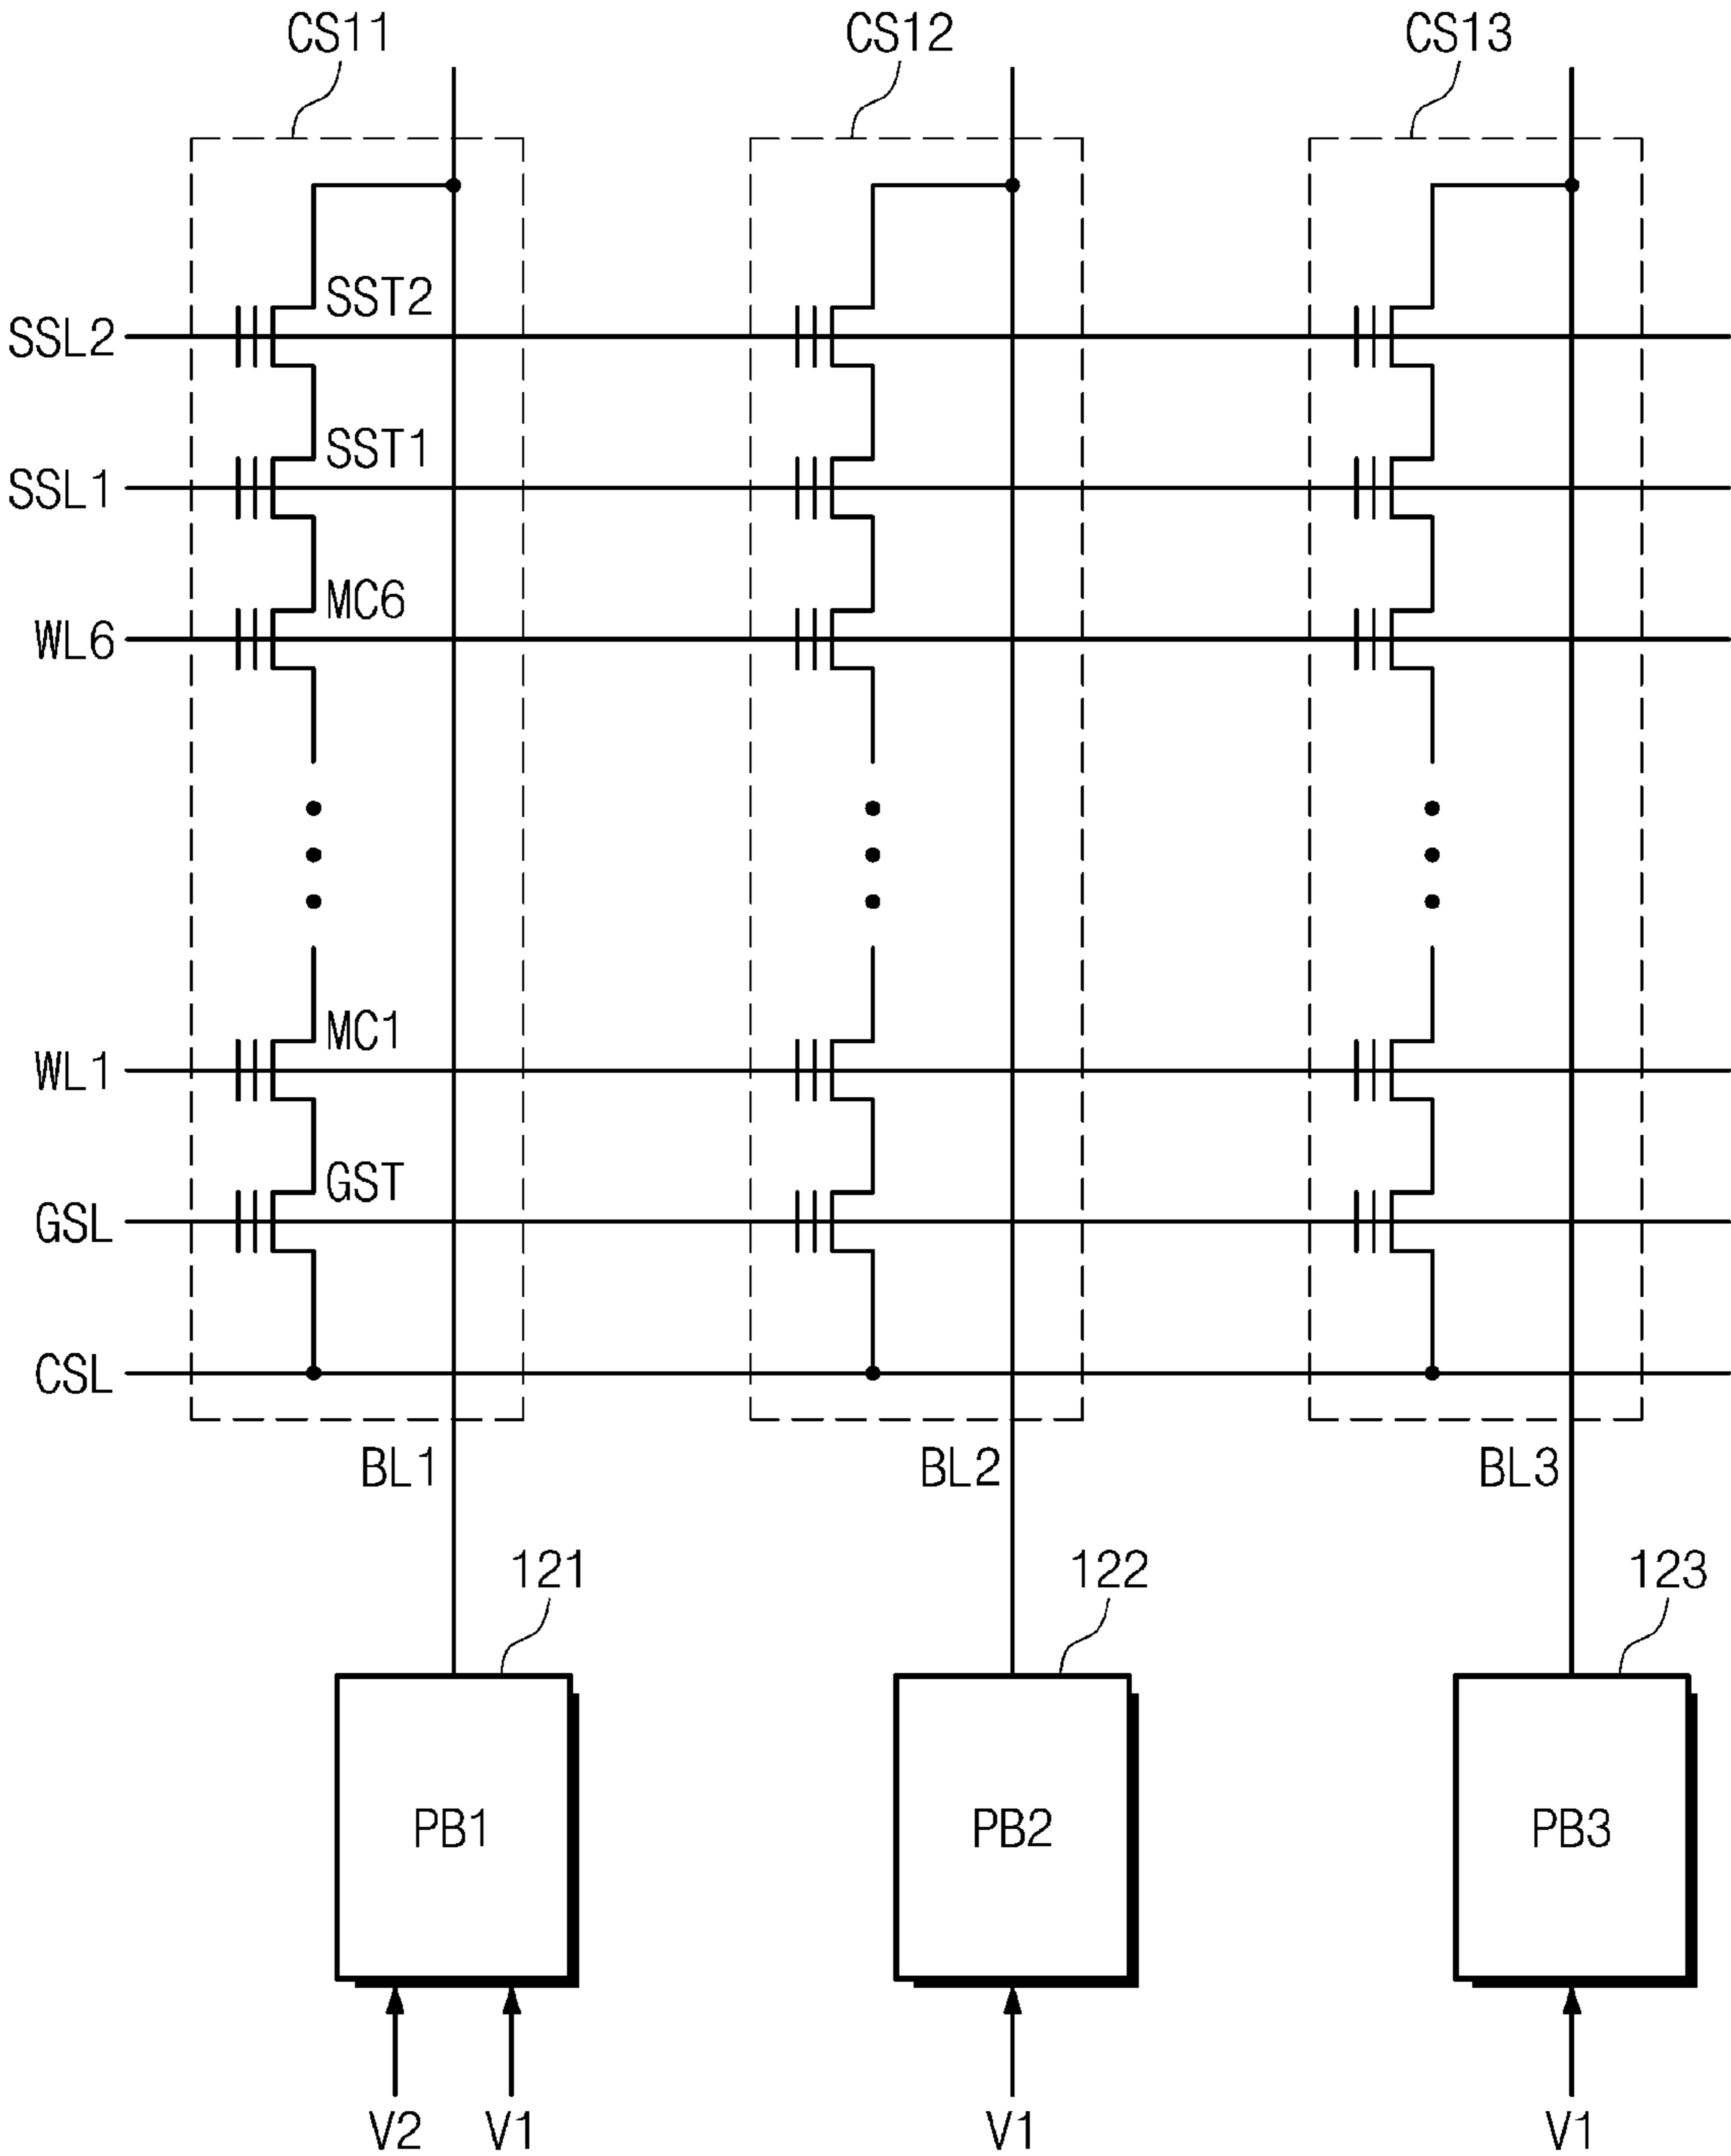 CS11 CS12 CS13
SST2
SSL2
SST1
SSL1
MC6
WL6
MC1
WL1
GST
GSL
CSL
BL1 BL2 BL3
121 122 123
PB1 PB2 PB3
V2 V1 V1 V1